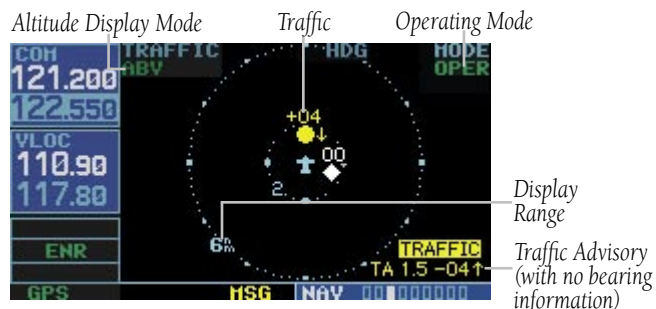 Altitude Display Mode
Traffic
Operating Mode
COM
121.200
122.550
VLOC
110.90
117.80
ENR
GPS
TRAFFIC
ABV
HDG
MODE
OPER
+04
↓
00
2
6nm
TRAFFIC
TA 1.5 -04↑
MSG
NAV
Display
Range
Traffic Advisory
(with no bearing
information)